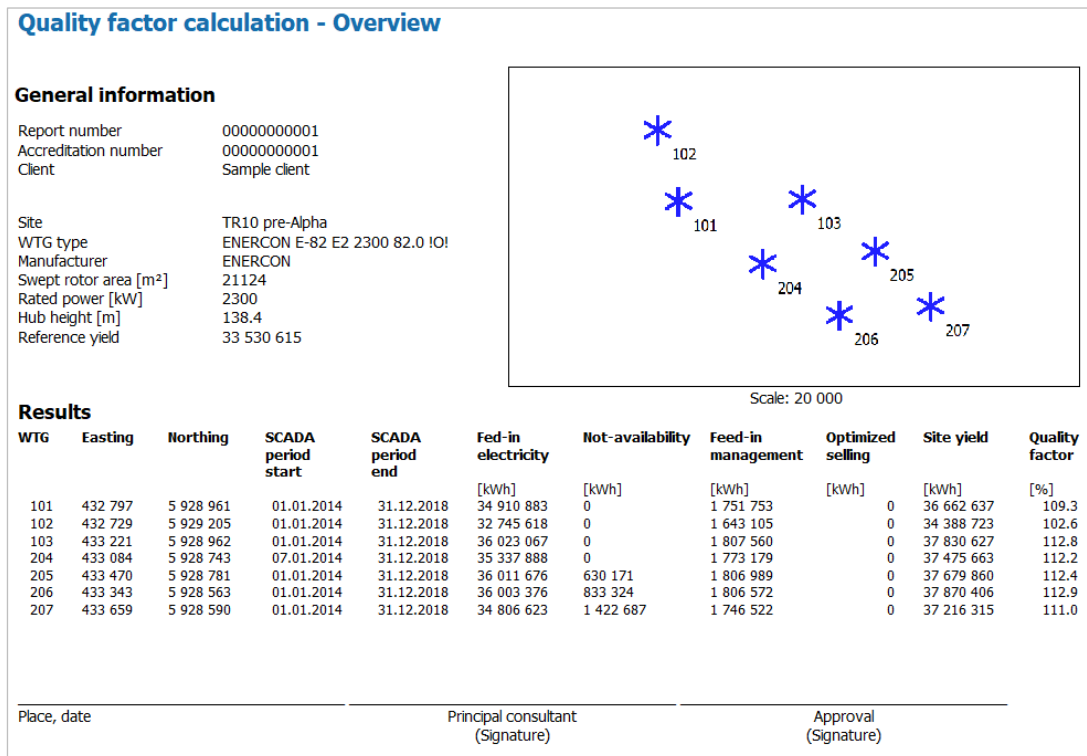 Quality factor calculation - Overview
General information
Report number 00000000001
Accreditation number 00000000001
Client Sample client
Site TR10 pre-Alpha
WTG type ENERCON E-82 E2 2300 82.0 !O!
Manufacturer ENERCON
Swept rotor area [m²] 21124
Rated power [kW] 2300
Hub height [m] 138.4
Reference yield 33 530 615
102
101
103
204
205
206
207
Scale: 20 000
Results
WTG Easting Northing SCADA period start SCADA period end Fed-in electricity Not-availability Feed-in management Optimized selling Site yield Quality factor
[kWh] [kWh] [kWh] [kWh] [kWh] [%]
101 432 797 5 928 961 01.01.2014 31.12.2018 34 910 883 0 1 751 753 0 36 662 637 109.3
102 432 729 5 929 205 01.01.2014 31.12.2018 32 745 618 0 1 643 105 0 34 388 723 102.6
103 433 221 5 928 962 01.01.2014 31.12.2018 36 023 067 0 1 807 560 0 37 830 627 112.8
204 433 084 5 928 743 07.01.2014 31.12.2018 35 337 888 0 1 773 179 0 37 475 663 112.2
205 433 470 5 928 781 01.01.2014 31.12.2018 36 011 676 630 171 1 806 989 0 37 679 860 112.4
206 433 343 5 928 563 01.01.2014 31.12.2018 36 003 376 833 324 1 806 572 0 37 870 406 112.9
207 433 659 5 928 590 01.01.2014 31.12.2018 34 806 623 1 422 687 1 746 522 0 37 216 315 111.0
Place, date Principal consultant Approval
(Signature) (Signature)